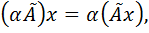 (αÃ)x = α(Ãx),